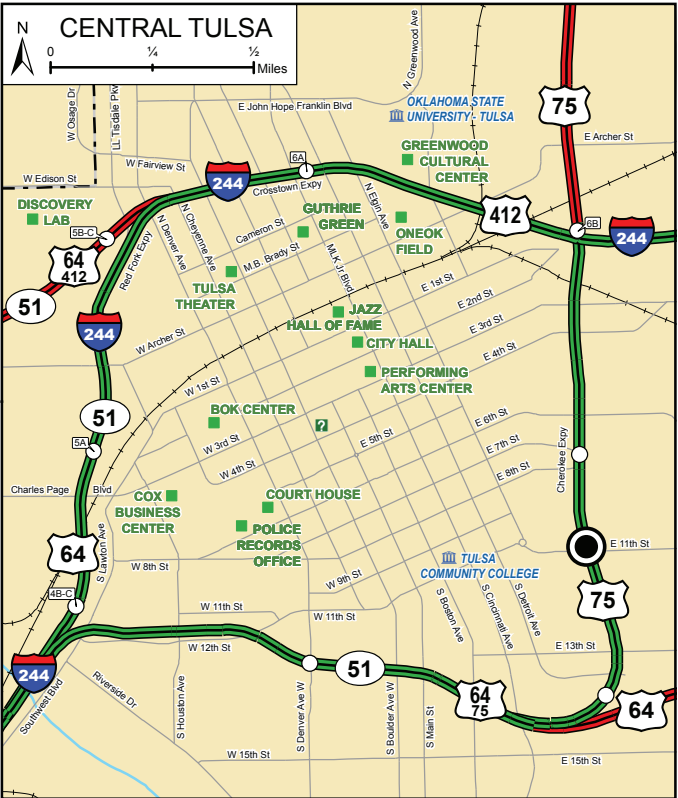 N
CENTRAL TULSA
0
¼
½
Miles
W Osage Dr
LL Tisdale Pkwy
N Greenwood Ave
E John Hope Franklin Blvd
OKLAHOMA STATE
UNIVERSITY - TULSA
75
E Archer St
W Fairview St
6A
GREENWOOD
CULTURAL
CENTER
W Edison St
244
Crosstown Expy
DISCOVERY
LAB
5B-C
N Denver Ave
N Cheyenne Ave
Cameron St
GUTHRIE
GREEN
N Elgin Ave
ONEOK
FIELD
412
6B
244
64
412
Red Fork Expy
M.B. Brady St
MLK Jr Blvd
TULSA
THEATER
51
244
E 1st St
E 2nd St
JAZZ
HALL OF FAME
E 3rd St
W Archer St
CITY HALL
E 4th St
W 1st St
PERFORMING
ARTS CENTER
51
BOK CENTER
?
5A
W 3rd St
E 5th St
E 6th St
E 7th St
Cherokee Expy
W 4th St
E 8th St
Charles Page Blvd
COX
BUSINESS
CENTER
COURT HOUSE
POLICE
RECORDS
OFFICE
64
S Lawton Ave
W 8th St
TULSA
COMMUNITY COLLEGE
E 11th St
W 9th St
4B-C
W 11th St
W 11th St
S Boston Ave
S Cincinnati Ave
S Detroit Ave
75
W 12th St
E 13th St
244
51
Southwest Blvd
Riverside Dr
S Houston Ave
S Denver Ave W
S Boulder Ave W
S Main St
64
75
64
W 15th St
E 15th St